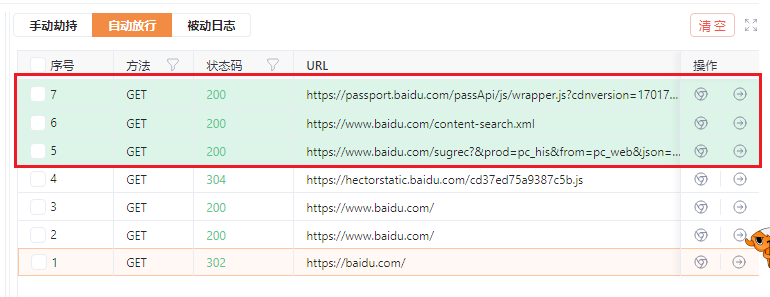 手动劫持 自动放行 被动日志 清 空
序号 方法 状态码 URL 操作
7 GET 200 https://passport.baidu.com/passApi/js/wrapper.js?cdnversion=17017...
6 GET 200 https://www.baidu.com/content-search.xml
5 GET 200 https://www.baidu.com/sugrec?&prod=pc_his&from=pc_web&json=...
4 GET 304 https://hectorstatic.baidu.com/cd37ed75a9387c5b.js
3 GET 200 https://www.baidu.com/
2 GET 200 https://www.baidu.com/
1 GET 302 https://baidu.com/